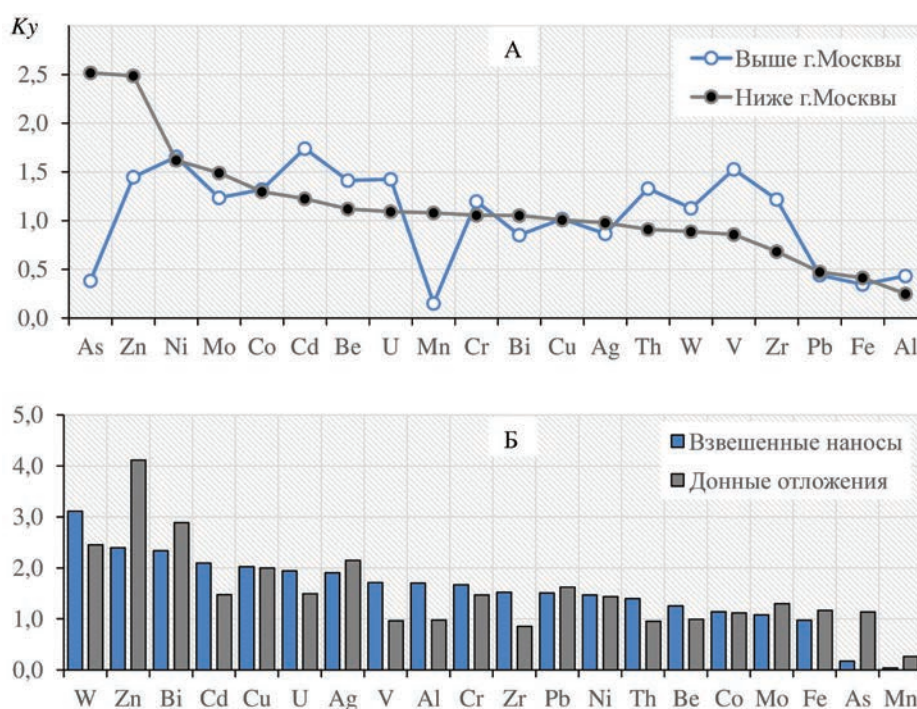 Ку
А
Выше г.Москвы
Ниже г.Москвы
2,5
2,0
1,5
1,0
0,5
0,0
As Zn Ni Mo Co Cd Be U Mn Cr Bi Cu Ag Th W V Zr Pb Fe Al
5,0
Б
Взвешенные наносы
4,0
Донные отложения
3,0
2,0
1,0
0,0
W Zn Bi Cd Cu U Ag V Al Cr Zr Pb Ni Th Be Co Mo Fe As Mn